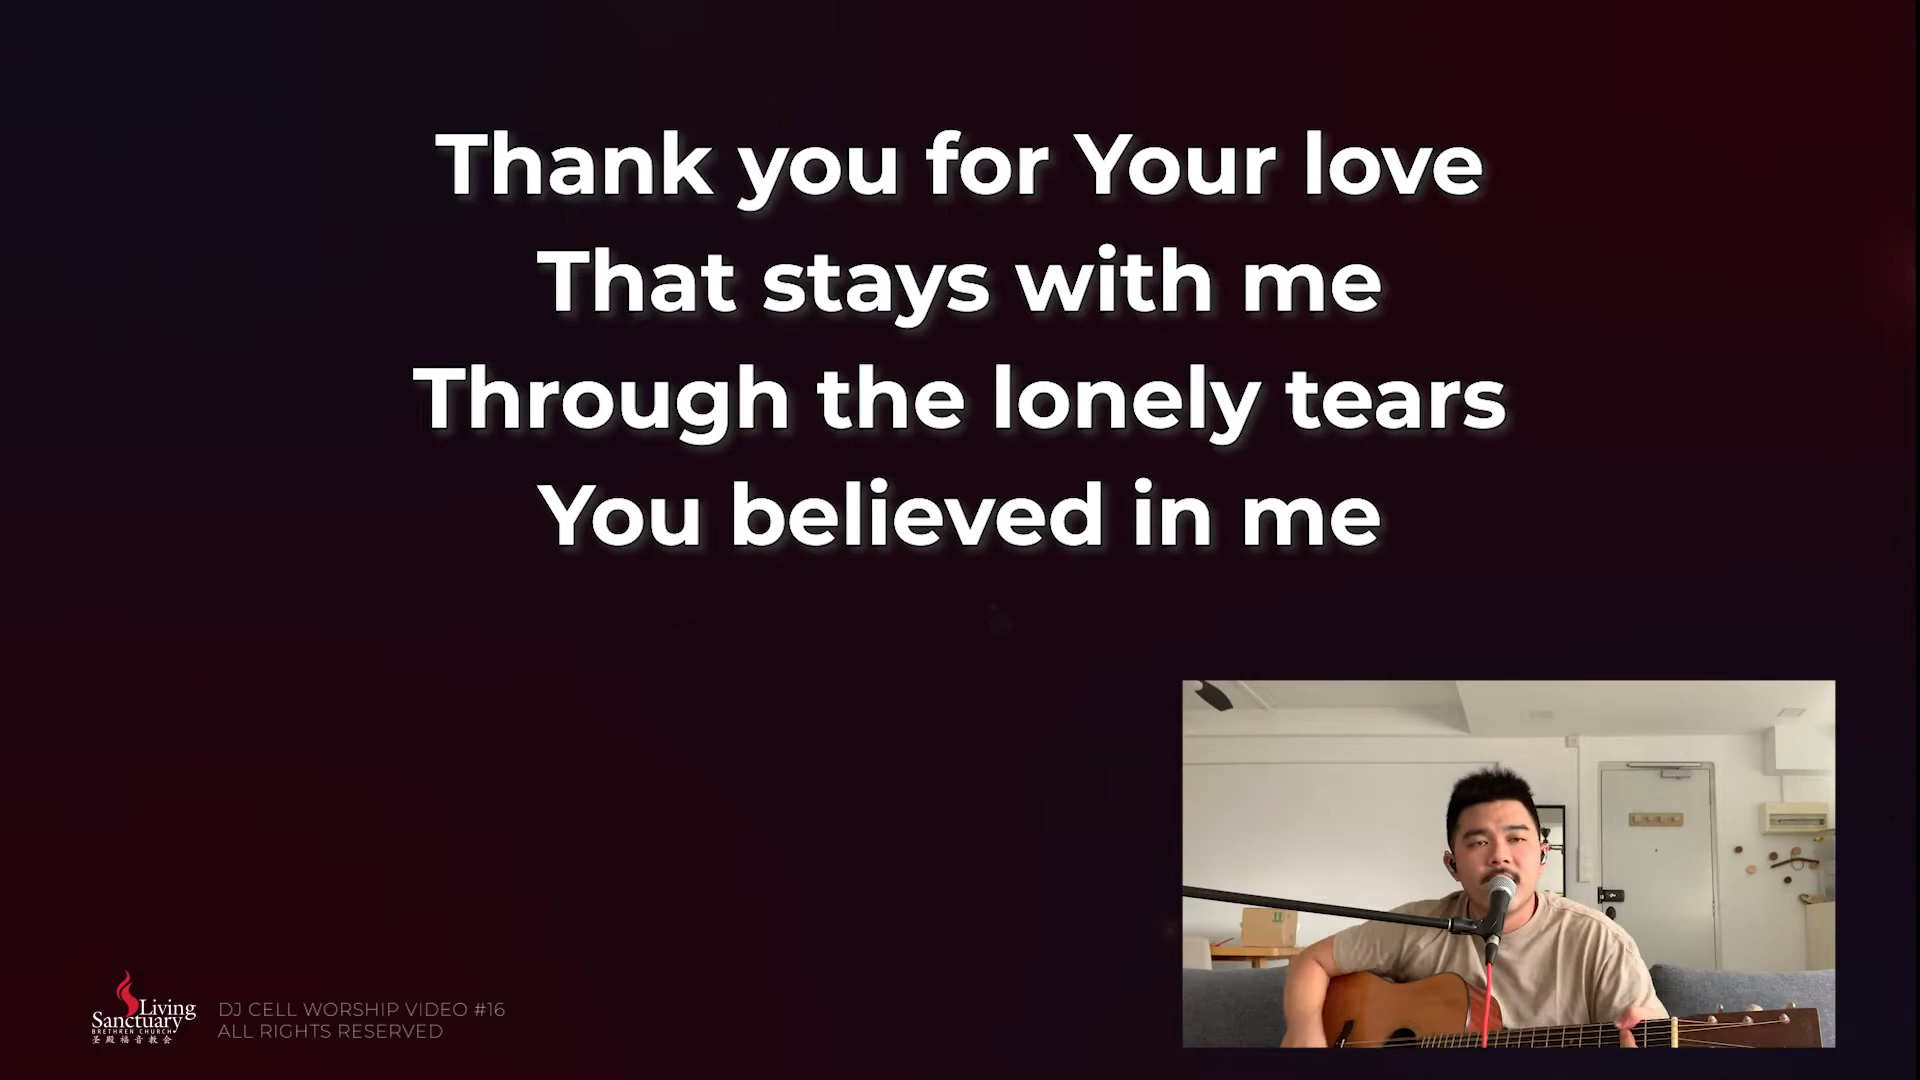 Thank you for Your love
That stays with me
Through the lonely tears
You believed in me
Living
Sanctuary
BRETHREN CHURCH
圣殿福音教会
DJ CELL WORSHIP VIDEO #16
ALL RIGHTS RESERVED